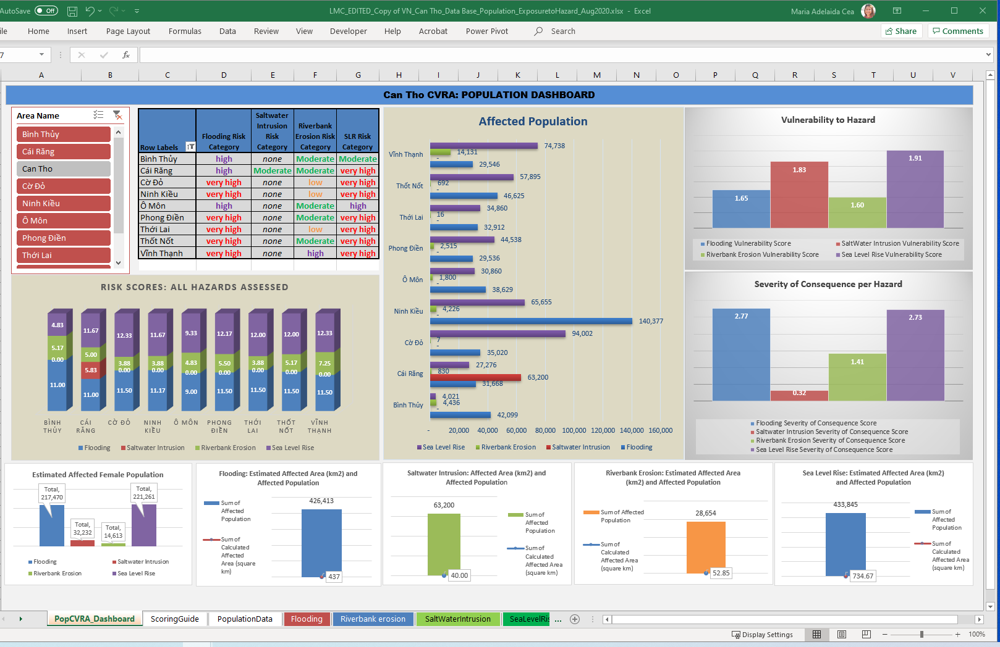 AutoSave Off
LMC_EDITED_Copy of VN_Can Tho_Data Base_Population_ExposuretoHazard_Aug2020.xlsx - Excel
Maria Adelaida Cea
ile Home Insert Page Layout Formulas Data Review View Developer Help Acrobat Power Pivot Search
Share Comments
7
fx
A B C D E F G H I J K L M N O P Q R S T U V
Can Tho CVRA: POPULATION DASHBOARD
Area Name
Bình Thủy
Cái Răng
Can Tho
Cờ Đỏ
Ninh Kiều
Ô Môn
Phong Điền
Thới Lai
Row Labels Flooding Risk Category Saltwater Intrusion Risk Category Riverbank Erosion Risk Category SLR Risk Category
Bình Thủy high none Moderate Moderate
Cái Răng high Moderate Moderate very high
Cờ Đỏ very high none low very high
Ninh Kiều very high none low very high
Ô Môn high none Moderate high
Phong Điền very high none Moderate very high
Thới Lai very high none low very high
Thốt Nốt very high none Moderate very high
Vĩnh Thạnh very high none high very high
RISK SCORES: ALL HAZARDS ASSESSED
4.83 11.67 12.33 11.67 9.33 12.17 12.00 12.00 12.33
5.17 5.00 3.88 3.88 4.83 5.50 3.88 5.17 7.25
0.00 5.83 0.00 0.00 0.00 0.00 0.00 0.00 0.00
11.00 11.00 11.50 11.17 9.00 11.50 11.50 11.50 11.50
BÌNH THỦY CÁI RĂNG CỜ ĐỎ NINH KIỀU Ô MÔN PHONG ĐIỀN THỚI LAI THỐT NỐT VĨNH THẠNH
Flooding Saltwater Intrusion Riverbank Erosion Sea Level Rise
Affected Population
Vĩnh Thạnh 74,738 14,131 - 29,546
Thốt Nốt 57,895 692 - 46,625
Thới Lai 34,860 16 - 32,912
Phong Điền 44,538 2,515 - 29,536
Ô Môn 30,860 1,800 - 38,629
Ninh Kiều 65,655 4,226 - 140,377
Cờ Đỏ 94,002 7 - 35,020
Cái Răng 27,276 830 63,200 31,668
Bình Thủy 4,021 4,436 - 42,099
- 20,000 40,000 60,000 80,000 100,000 120,000 140,000 160,000
Sea Level Rise Riverbank Erosion Saltwater Intrusion Flooding
Vulnerability to Hazard
1.65 1.83 1.60 1.91
Flooding Vulnerability Score SaltWater Intrusion Vulnerability Score
Riverbank Erosion Vulnerability Score Sea Level Rise Vulnerability Score
Severity of Consequence per Hazard
2.77 0.32 1.41 2.73
Flooding Severity of Consequence Score
Saltwater Intrusion Severity of Consequence Score
Riverbank Erosion Severity of Consequence Score
Sea Level Rise Severity of Consequence Score
Estimated Affected Female Population
Total, 217,470
Total, 32,232
Total, 14,613
Total, 221,261
Flooding Saltwater Intrusion
Riverbank Erosion Sea Level Rise
Flooding: Estimated Affected Area (km2) and
Affected Population
Sum of
Affected
Population
Sum of
Calculated
Affected
Area (square
km)
426,413
437
Saltwater Intrusion: Affected Area (km2) and
Affected Population
63,200
40.00
Sum of
Affected
Population
Sum of
Calculated
Affected Area
(square km)
Riverbank Erosion: Estimated Affected Area
(km2) and Affected Population
Sum of Affected
Population
Sum of
Calculated
Affected Area
(square km)
28,654
52.85
Sea Level Rise: Estimated Affected Area (km2)
and Affected Population
433,845
734.67
Sum of
Affected
Population
Sum of
Calculated
Affected Area
(square km)
PopCVRA_Dashboard ScoringGuide PopulationData Flooding Riverbank erosion SaltWaterIntrusion SeaLevelRis ...
Display Settings 100%